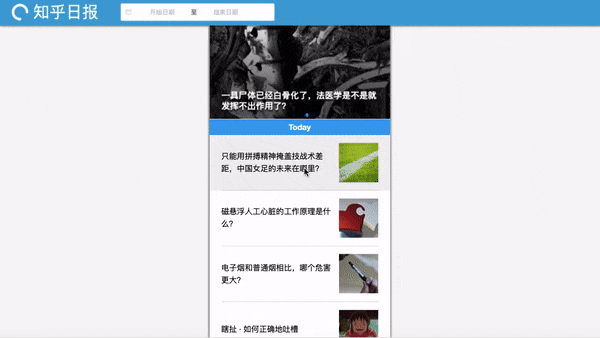 知乎日报
开始日期 至 结束日期
一具尸体已经白骨化了，法医学是不是就
发挥不出作用了？
Today
只能用拼搏精神掩盖技战术差
距，中国女足的未来在哪里？
磁悬浮人工心脏的工作原理是什
么？
电子烟和普通烟相比，哪个危害
更大？
瞎扯 · 如何正确地吐槽